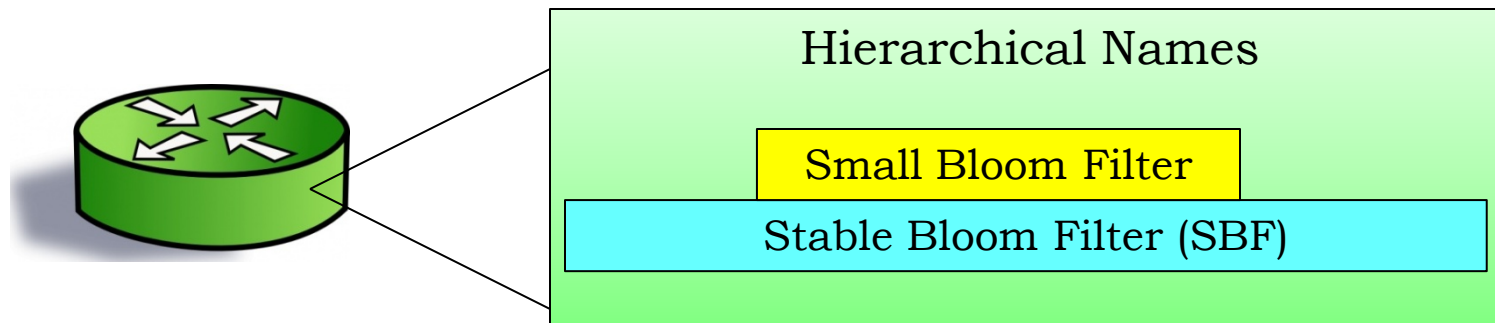 Hierarchical Names
Small Bloom Filter
Stable Bloom Filter (SBF)